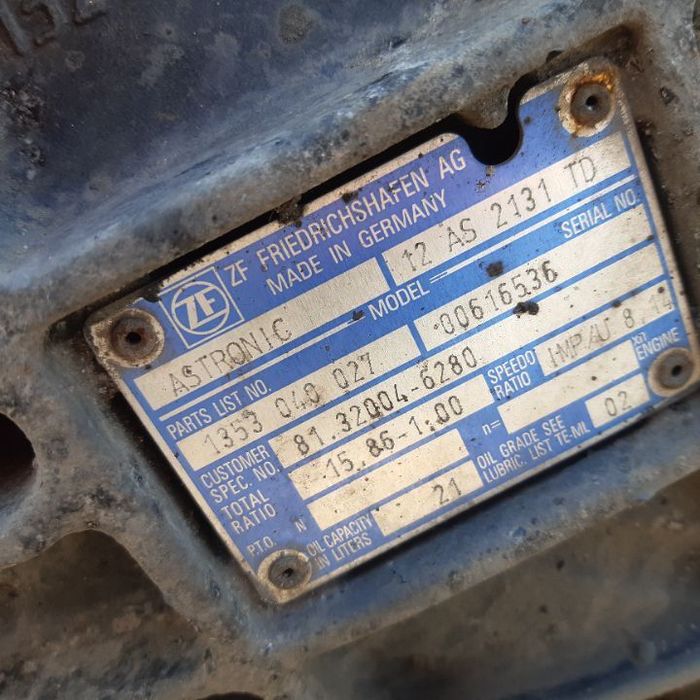 152
ZF
ZF FRIEDRICHSHAFEN AG
MADE IN GERMANY
ASTRONIC
MODEL
12 AS 2131 TD
PARTS LIST NO.
SERIAL NO.
1353 040 027
00616536
CUSTOMER
SPEC. NO.
81.32004-6280
SPEEDO
RATIO
IMP/U 8,14
TOTAL
RATIO
15.86-1.00
n=
xi
ENGINE
P.T.O. N
OIL CAPACITY
IN LITERS
21
OIL GRADE SEE
LUBRIC. LIST TE-ML
02